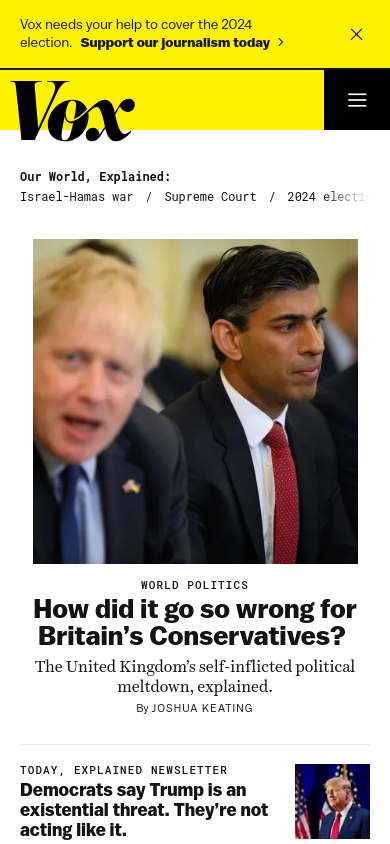 Vox needs your help to cover the 2024
election. Support our journalism today
Vox
Our World, Explained:
Israel-Hamas war / Supreme Court / 2024 electi
World Politics
How did it go so wrong for
Britain’s Conservatives?
The United Kingdom’s self-inflicted political
meltdown, explained.
By JOSHUA KEATING
TODAY, EXPLAINED NEWSLETTER
Democrats say Trump is an
existential threat. They’re not
acting like it.